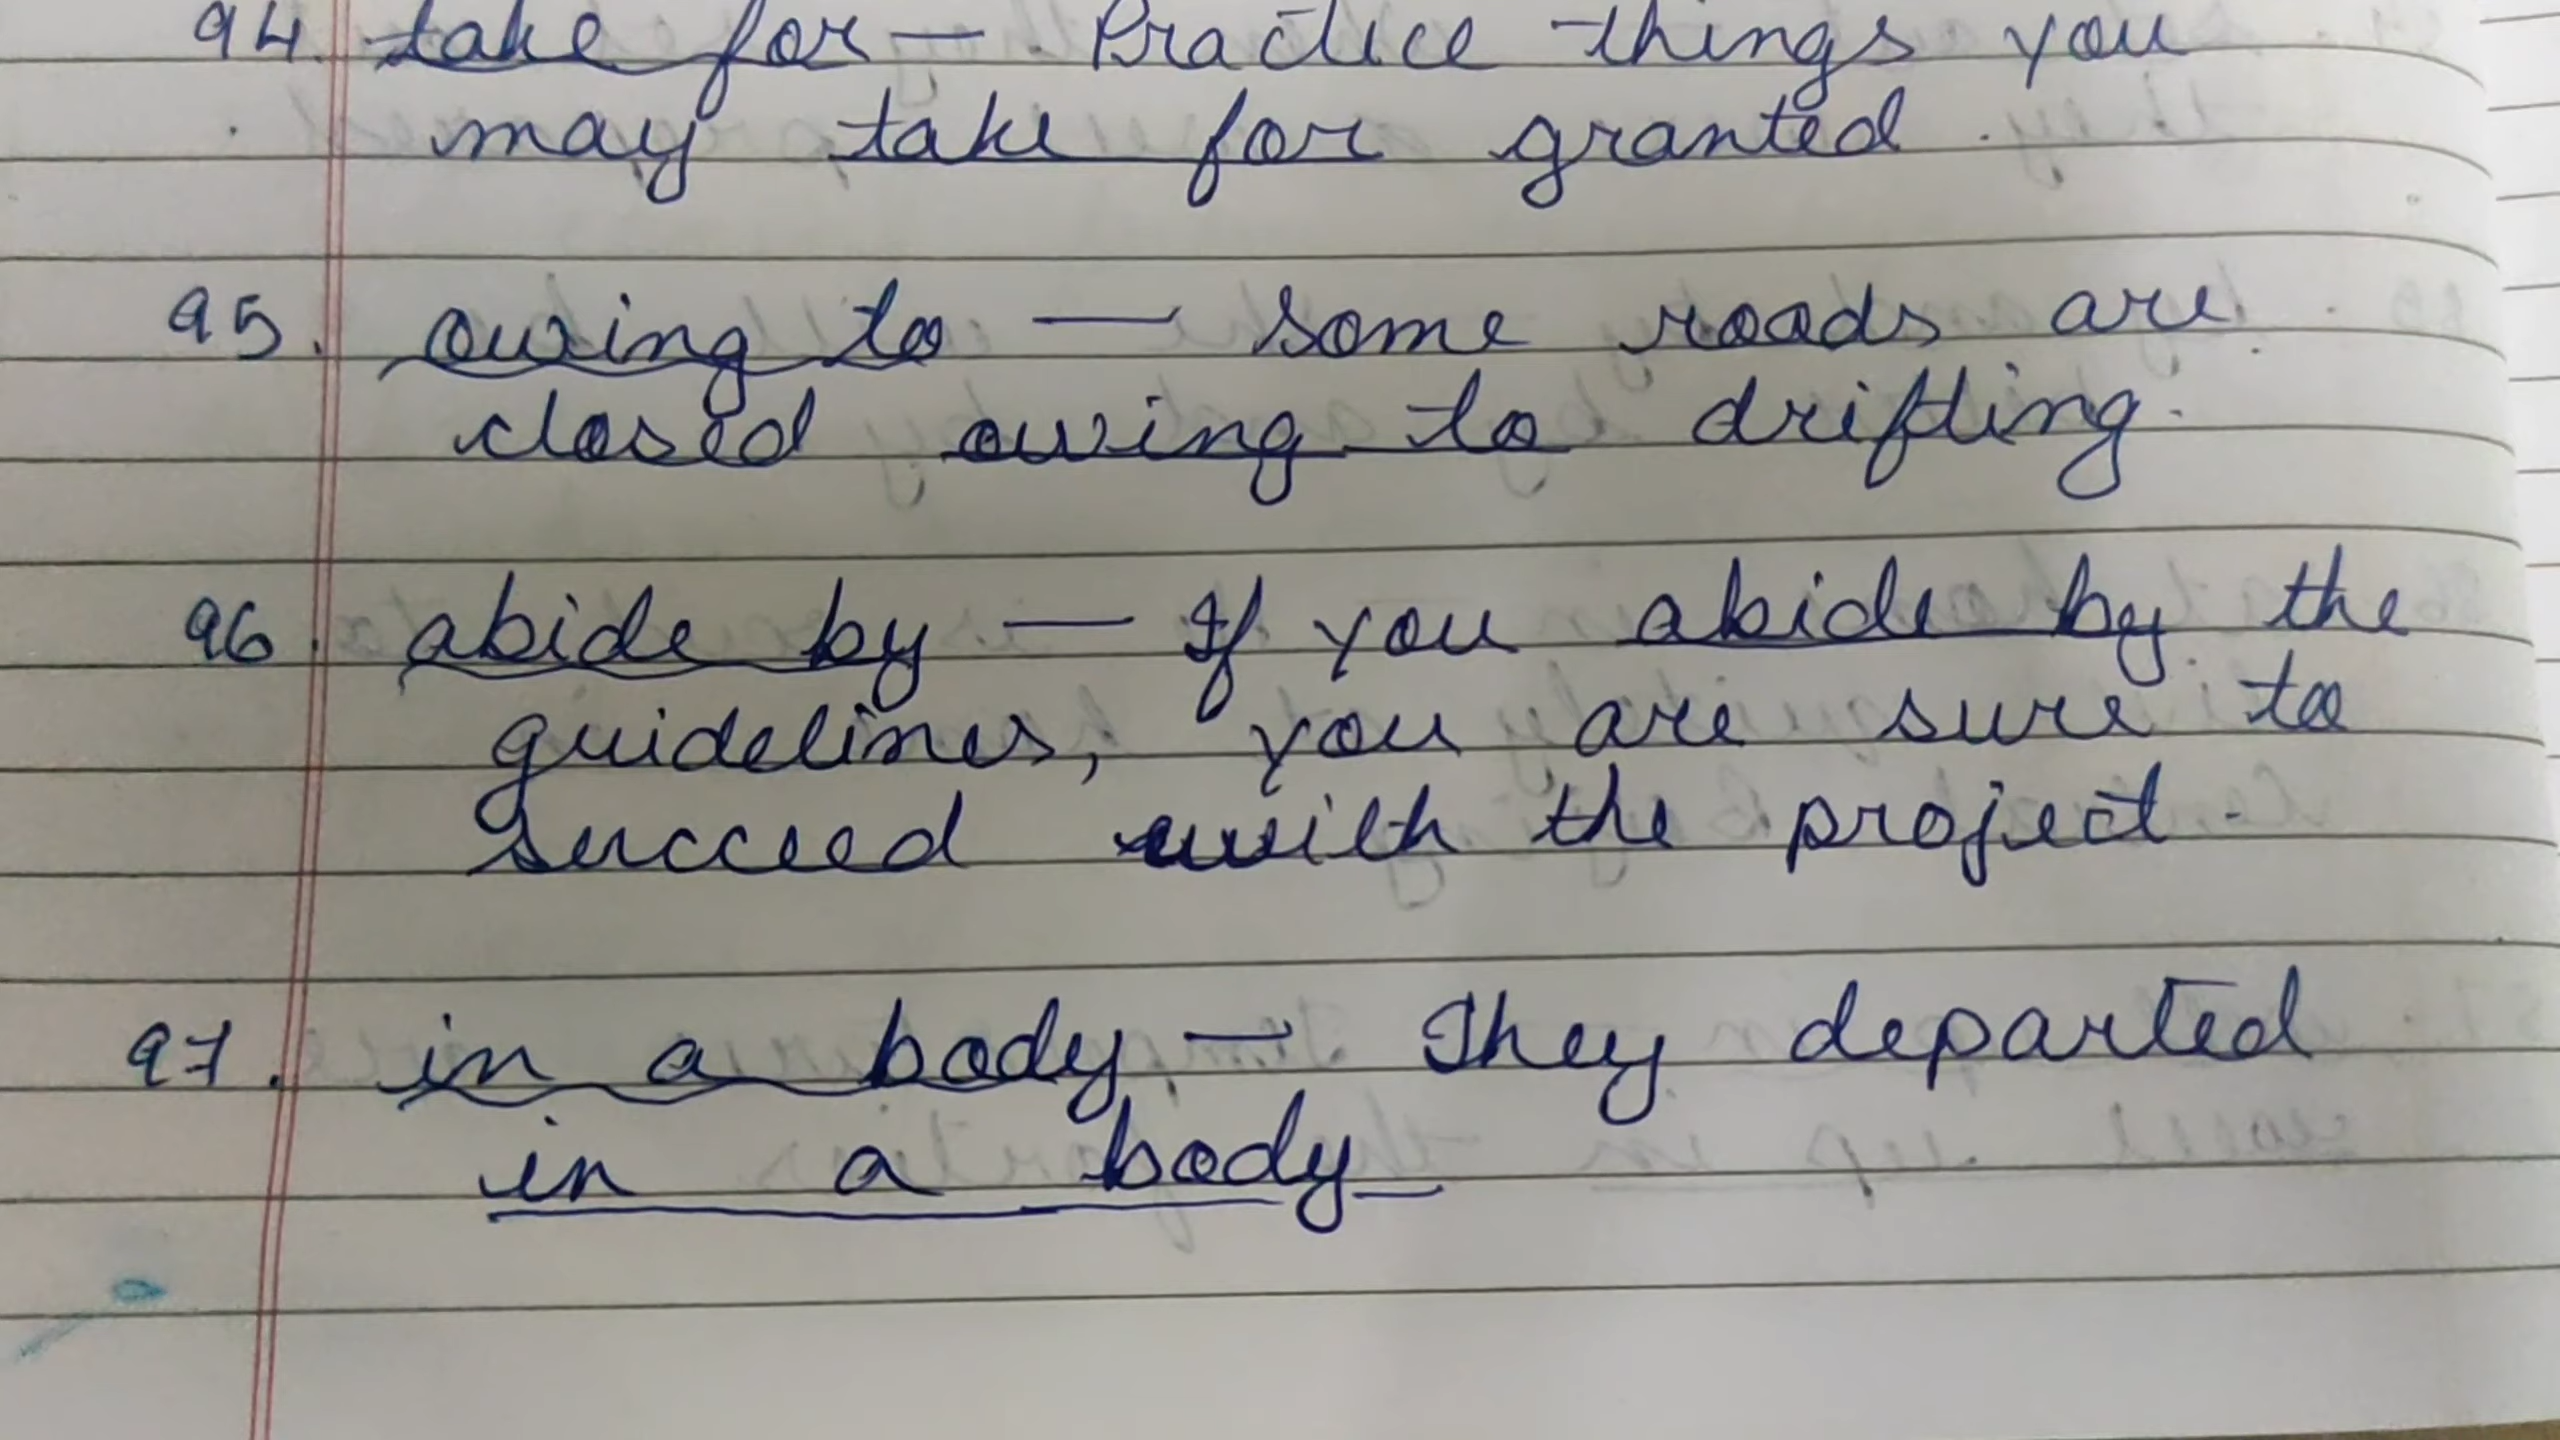 94. take for — Practice things you
may take for granted.
95. owing to — some roads are
closed owing to drifting.
96. abide by — If you abide by the
guidelines, you are sure to
succeed with the project.
97. in a body — They departed
in a body